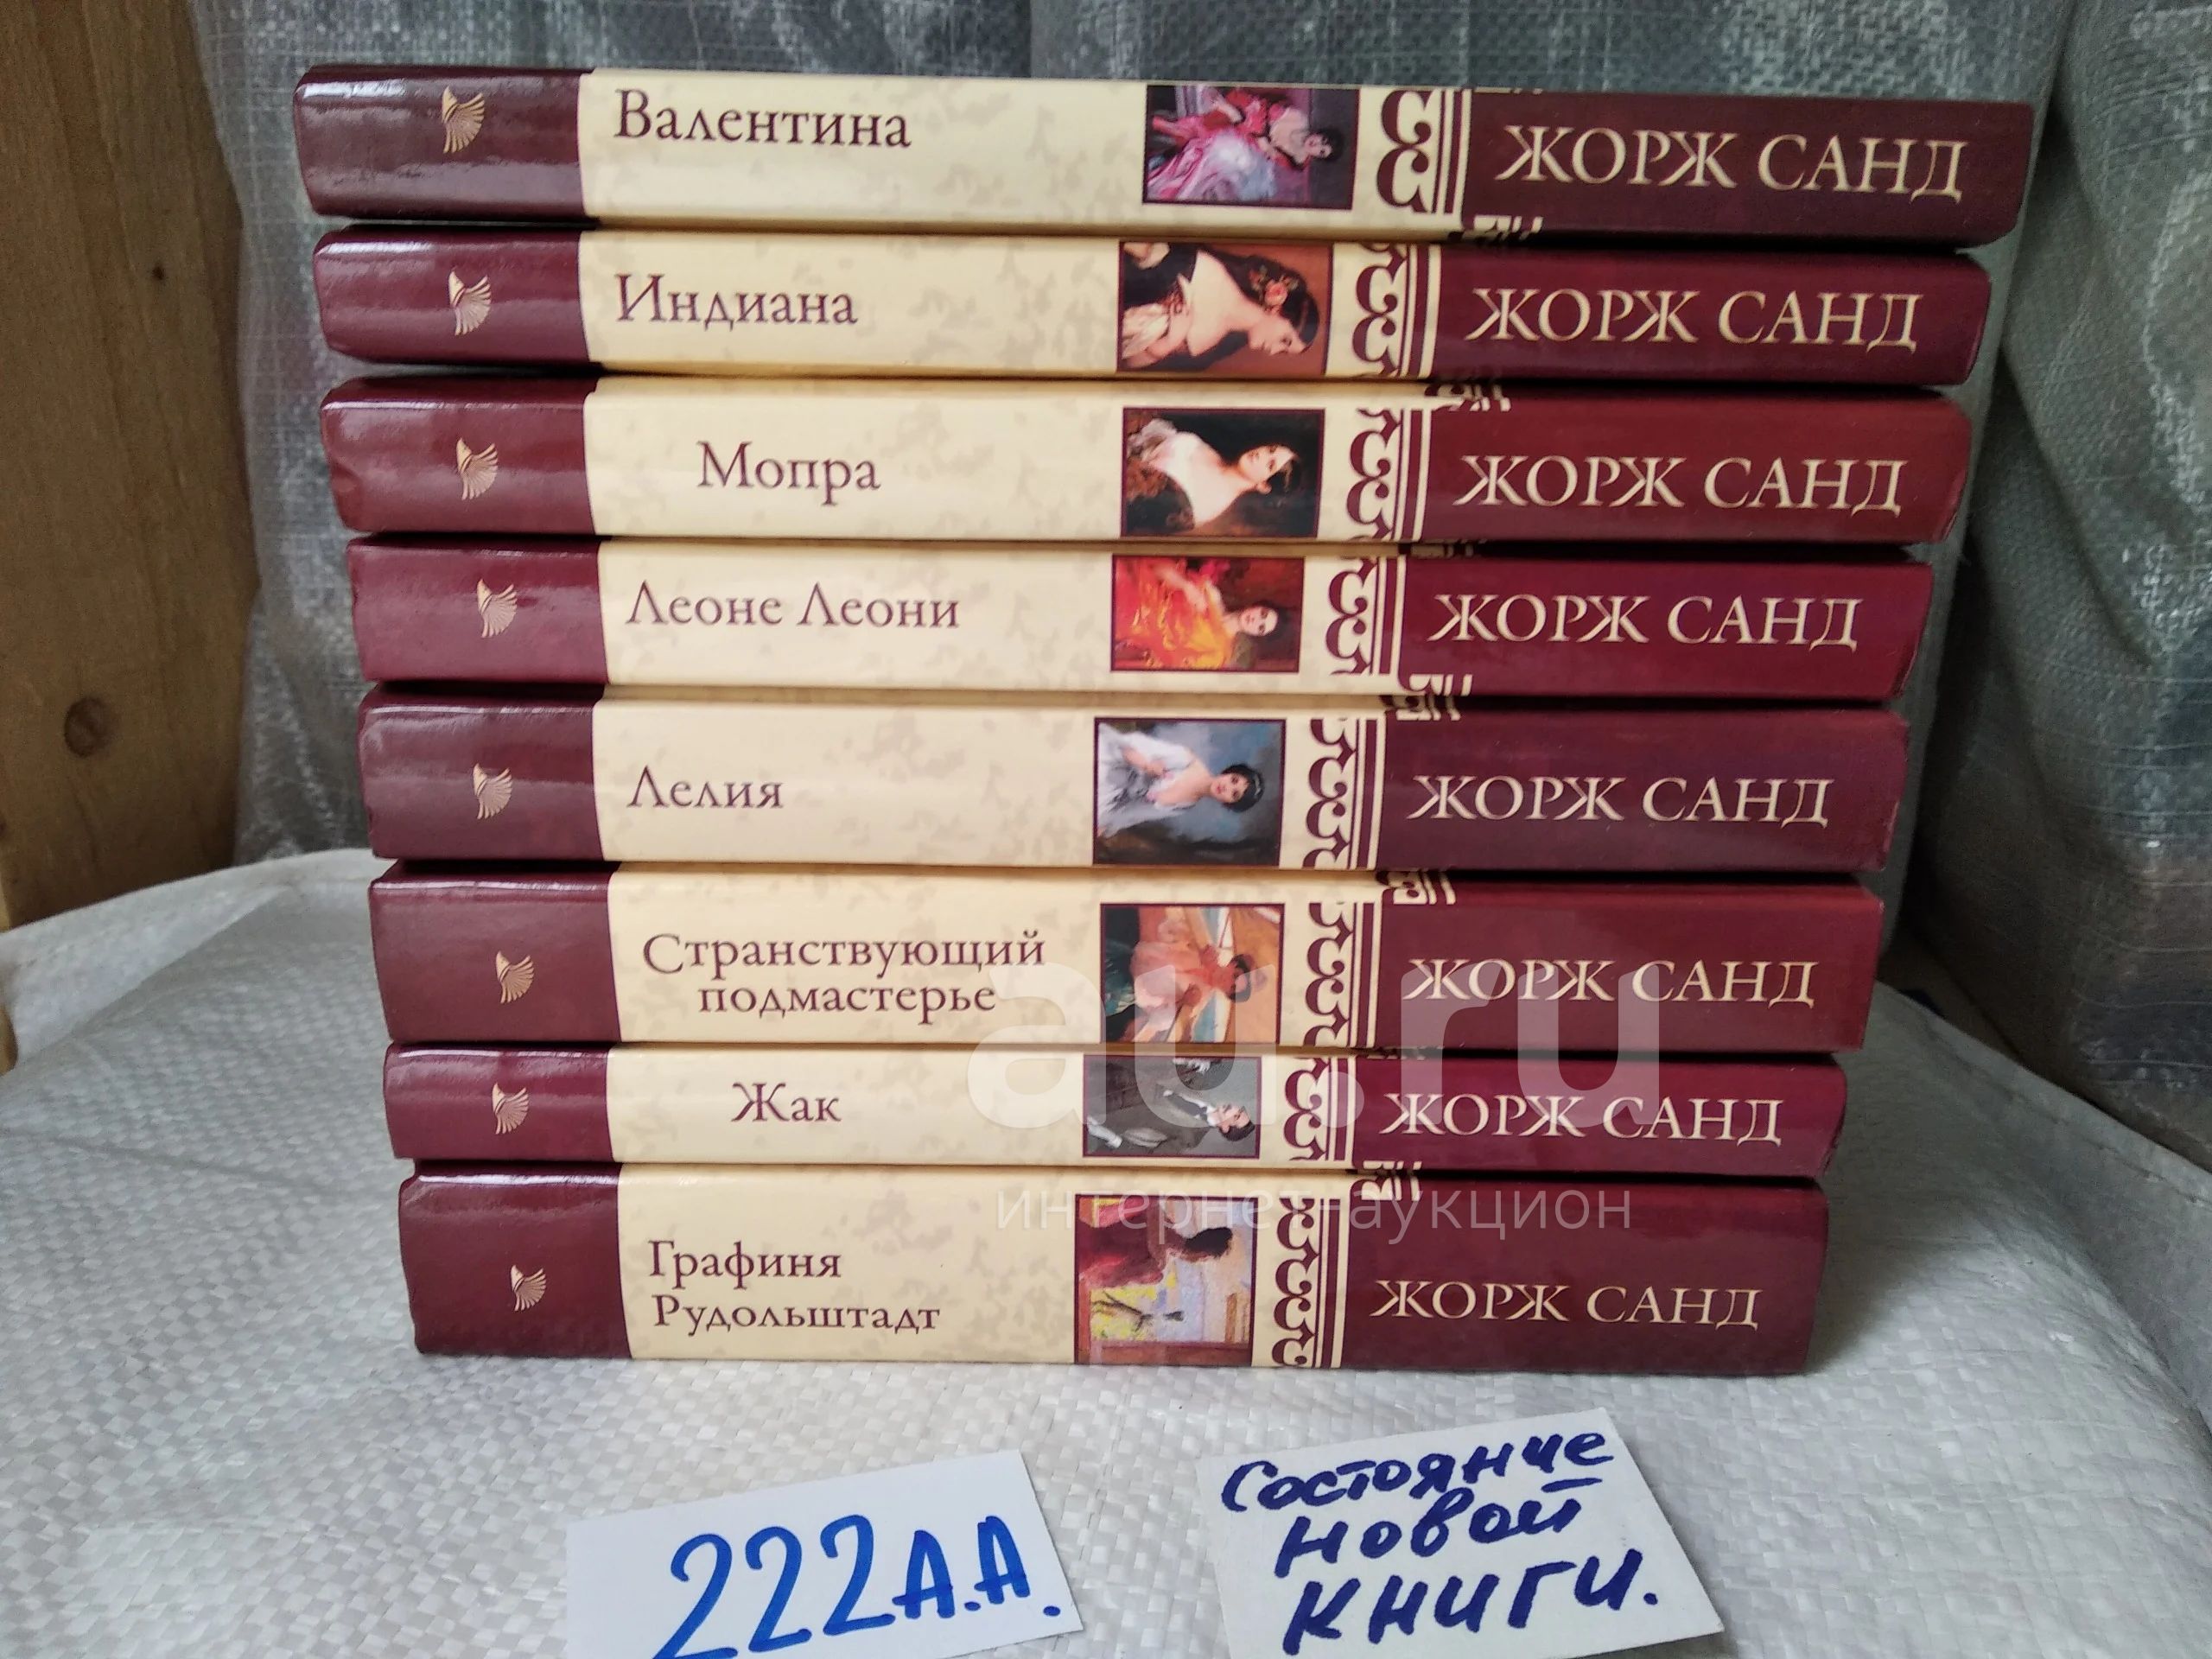 Валентина
ЖОРЖ САНД
Индиана
ЖОРЖ САНД
Мопра
ЖОРЖ САНД
Леоне Леони
ЖОРЖ САНД
Лелия
ЖОРЖ САНД
Странствующий
подмастерье
ЖОРЖ САНД
Жак
ЖОРЖ САНД
Графиня
Рудольштадт
ЖОРЖ САНД
au.ru
интернет-аукцион
222А.А.
Состояние
новой
книги.